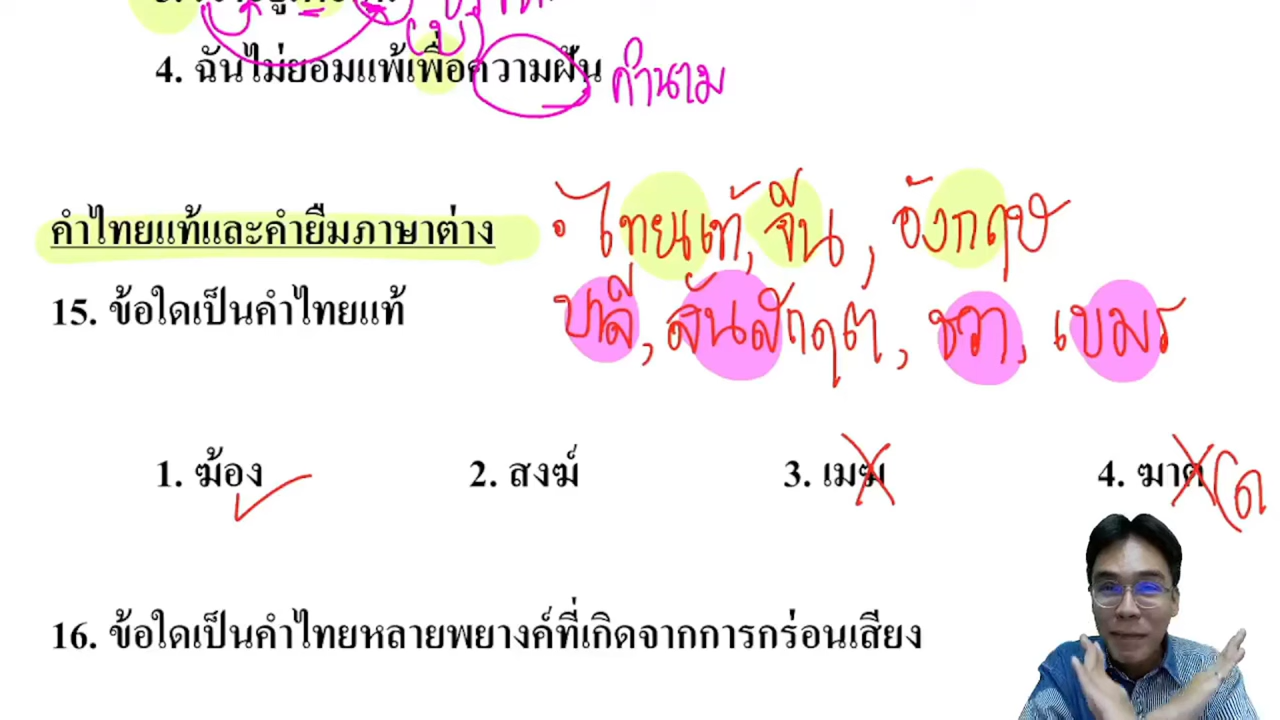 4. ฉันไม่ยอมแพ้เพื่อความฝัน คำนาม
คำไทยแท้และคำยืมภาษาต่าง • ไทยแท้, จีน, อังกฤษ
15. ข้อใดเป็นคำไทยแท้ บาลี, สันสกฤต, ชวา, เขมร
1. ฆ้อง 2. สงฆ์ 3. เมฆ 4. ฆาต
16. ข้อใดเป็นคำไทยหลายพยางค์ที่เกิดจากการกร่อนเสียง